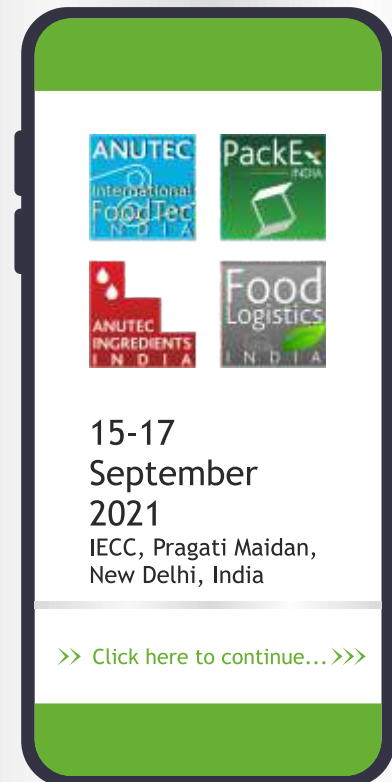 ANUTEC
International
FoodTec
INDIA
PackEx
INDIA
ANUTEC
INGREDIENTS
INDIA
Food
Logistics
INDIA
15-17
September
2021
IECC, Pragati Maidan,
New Delhi, India
>> Click here to continue... >>>